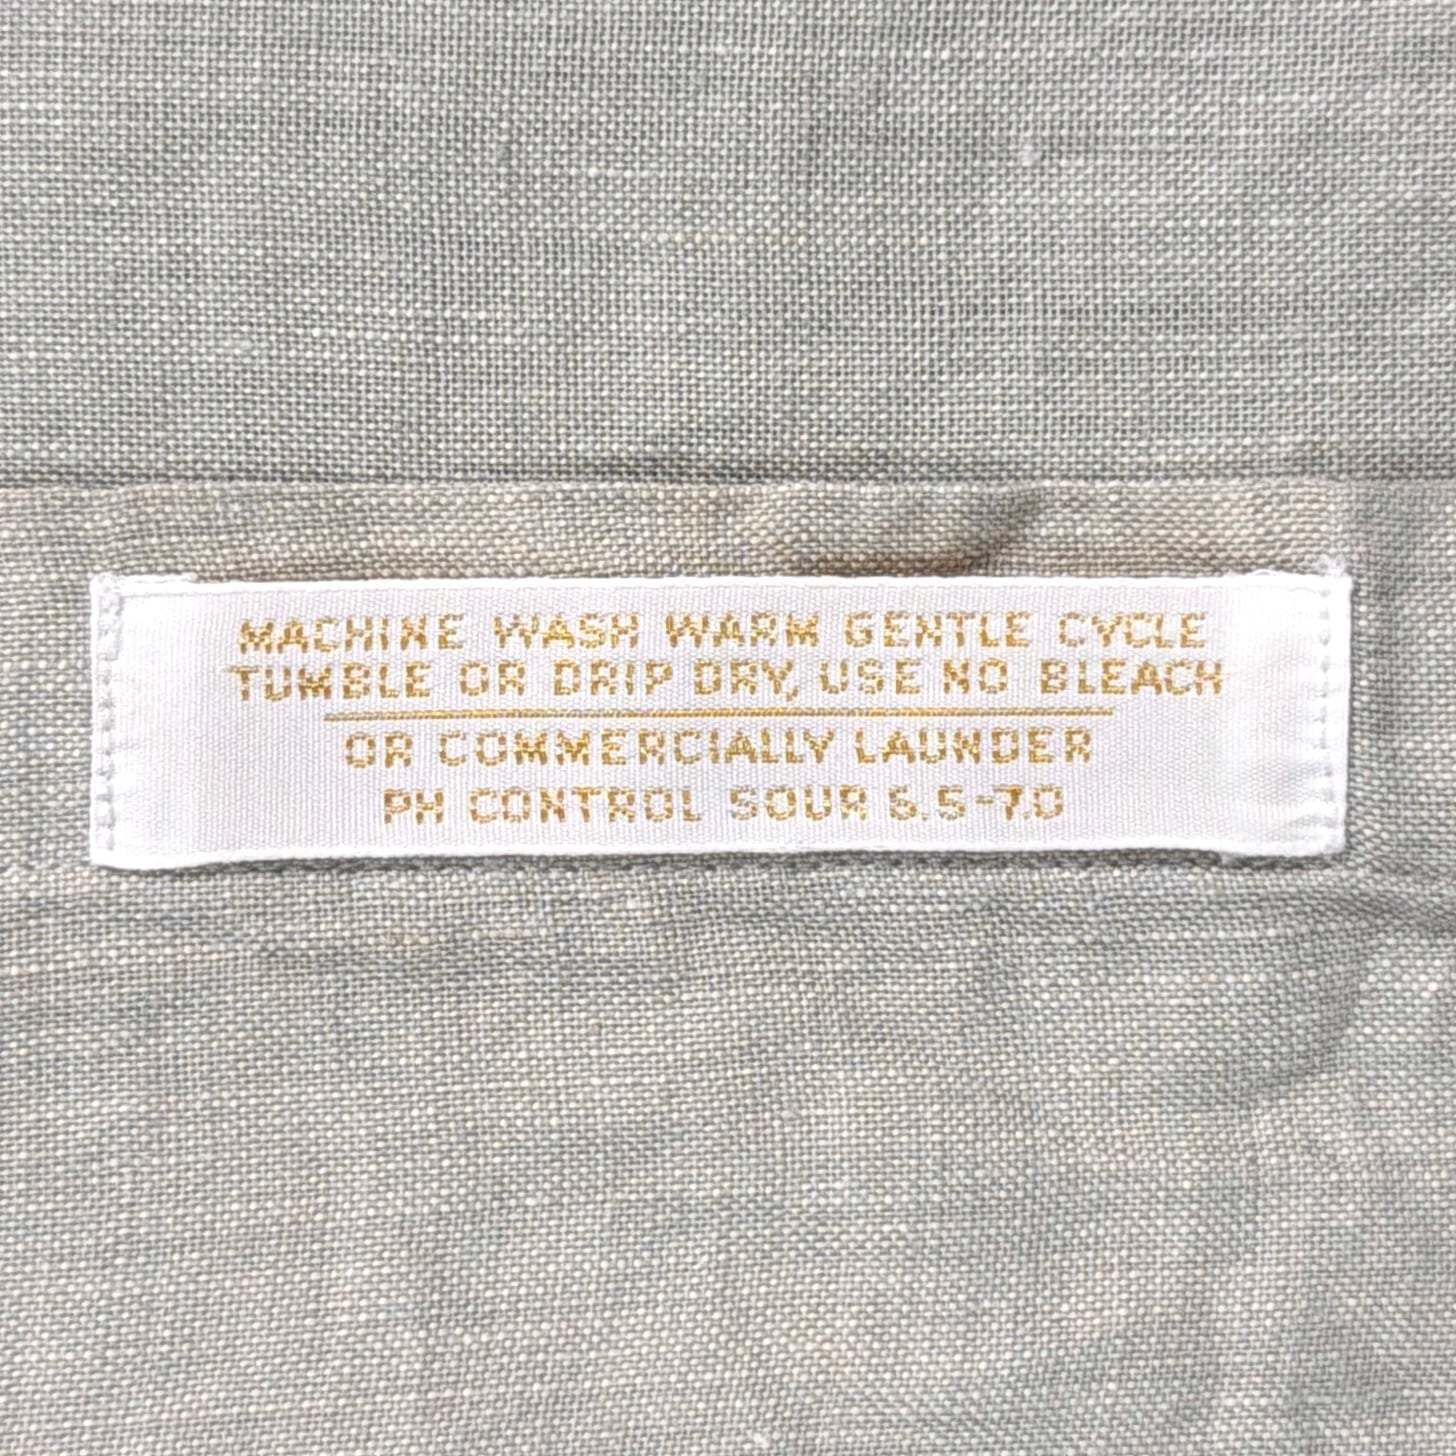 MACHINE WASH WARM GENTLE CYCLE
TUMBLE OR DRIP DRY, USE NO BLEACH
OR COMMERCIALLY LAUNDER
PH CONTROL SOUR 6.5-7.0